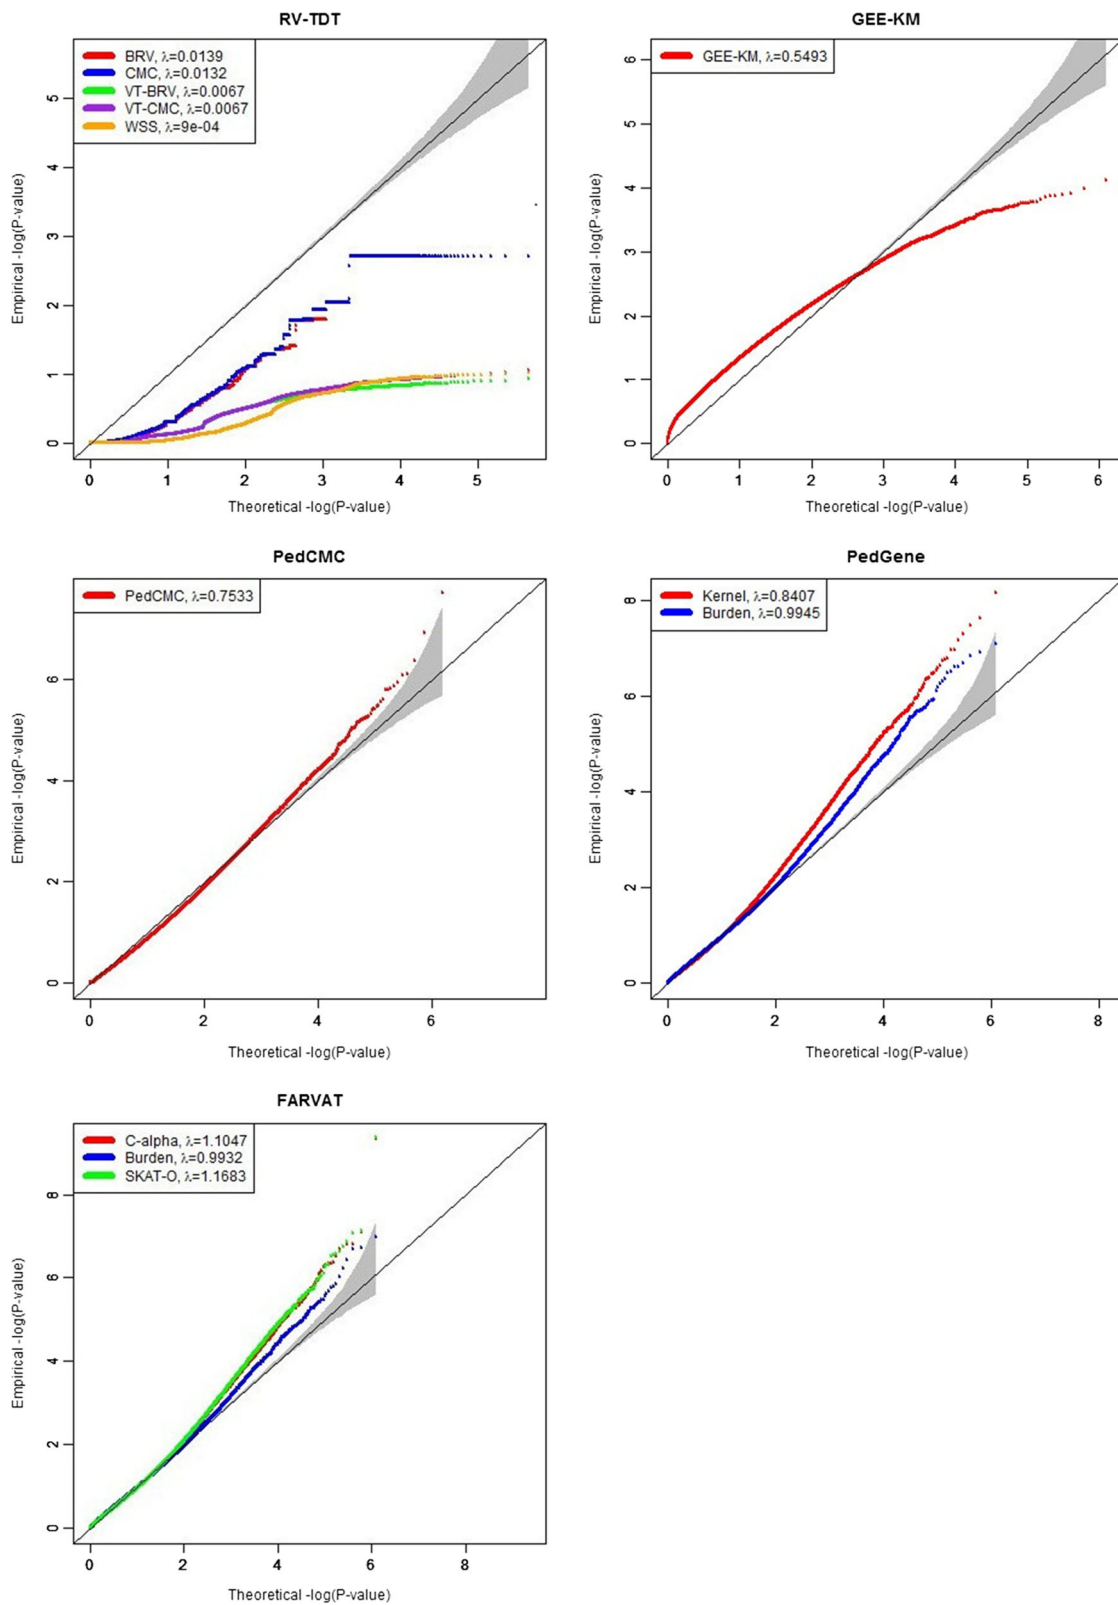 RV-TDT
BRV, λ=0.0139
CMC, λ=0.0132
VT-BRV, λ=0.0067
VT-CMC, λ=0.0067
WSS, λ=9e-04
Empirical -log(P-value)
5
4
3
2
1
0
0 1 2 3 4 5
Theoretical -log(P-value)
GEE-KM
GEE-KM, λ=0.5493
Empirical -log(P-value)
6
5
4
3
2
1
0
0 1 2 3 4 5 6
Theoretical -log(P-value)
PedCMC
PedCMC, λ=0.7533
Empirical -log(P-value)
6
4
2
0
0 2 4 6
Theoretical -log(P-value)
PedGene
Kernel, λ=0.8407
Burden, λ=0.9945
Empirical -log(P-value)
8
6
4
2
0
0 2 4 6 8
Theoretical -log(P-value)
FARVAT
C-alpha, λ=1.1047
Burden, λ=0.9932
SKAT-O, λ=1.1683
Empirical -log(P-value)
8
6
4
2
0
0 2 4 6 8
Theoretical -log(P-value)